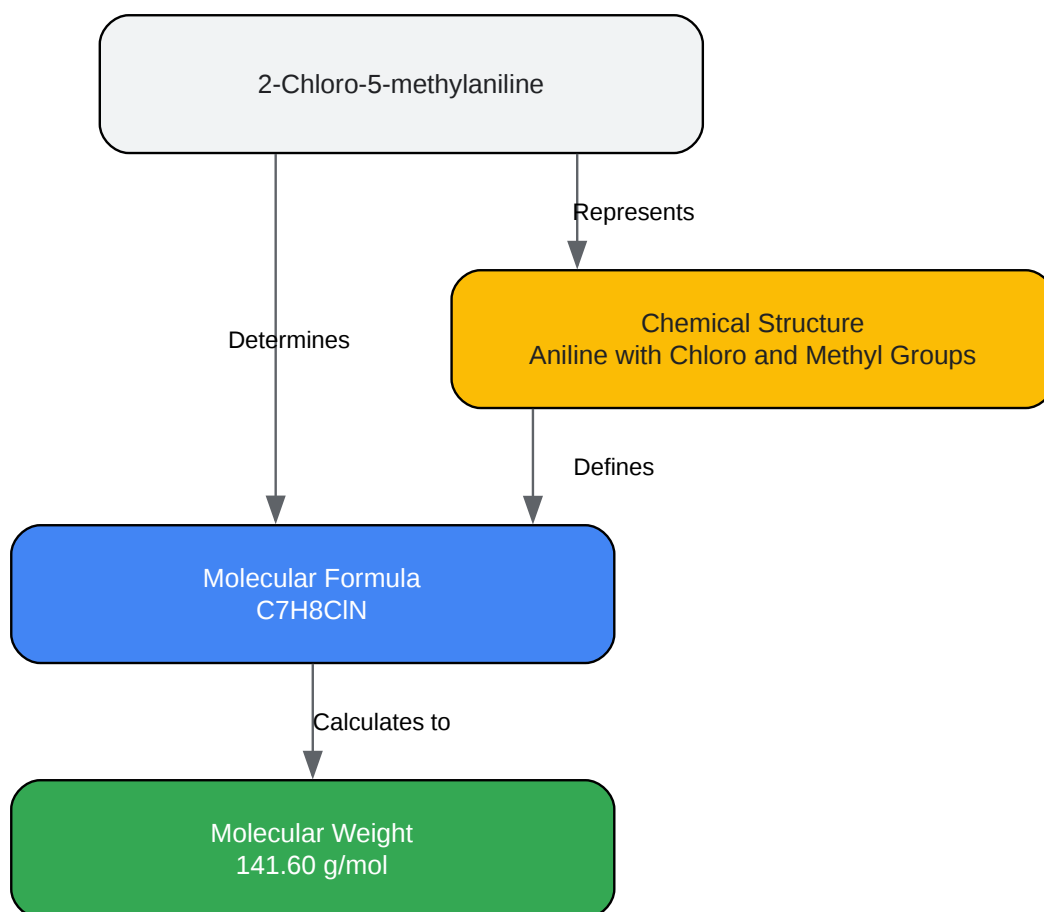 2-Chloro-5-methylaniline
Represents
Chemical Structure
Aniline with Chloro and Methyl Groups
Determines
Defines
Molecular Formula
C7H8ClN
Calculates to
Molecular Weight
141.60 g/mol